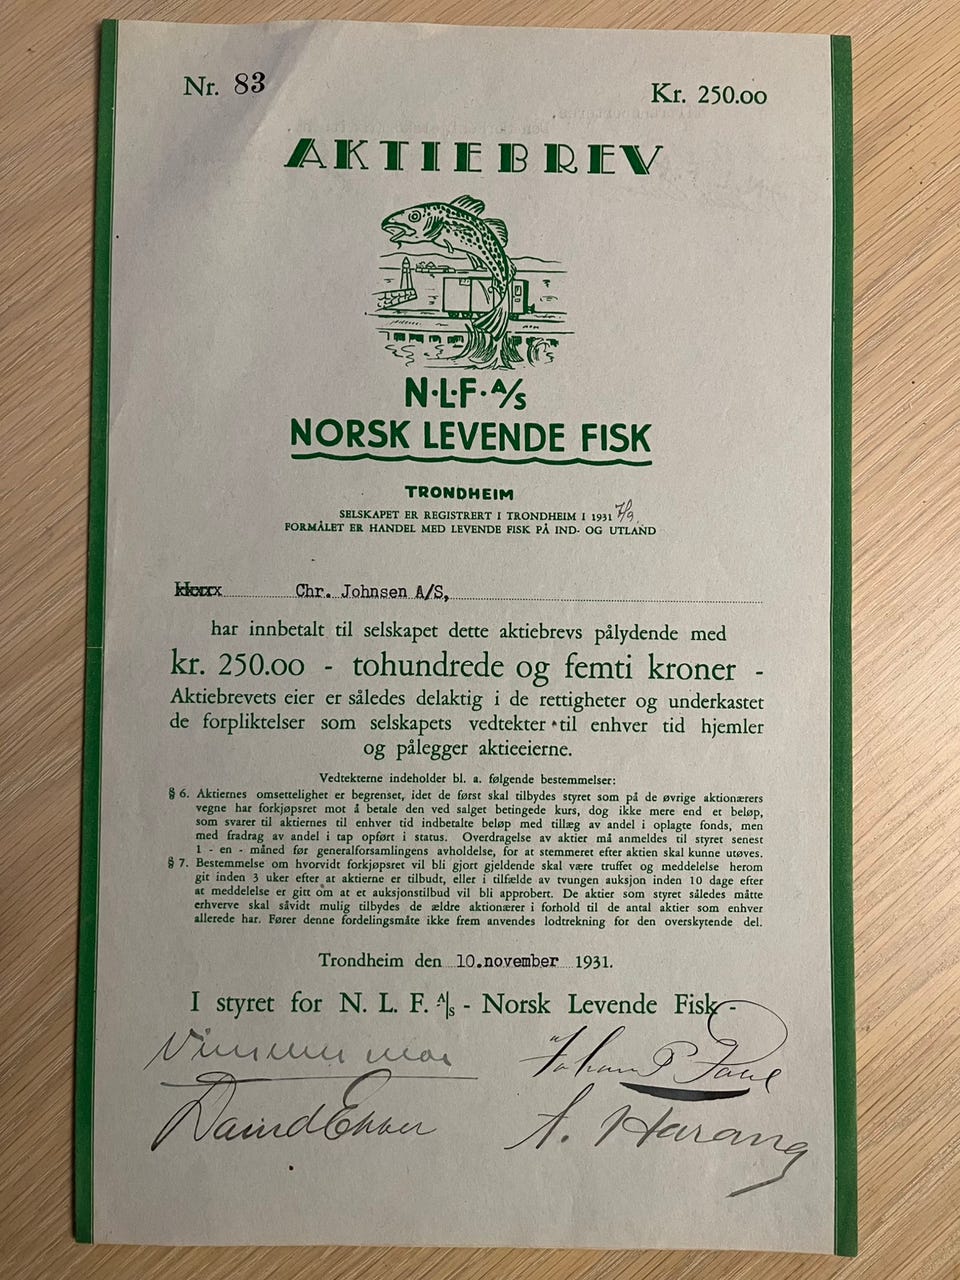 Nr. 83
Kr. 250.00
AKTIEBREV
N·L·F·A/S
NORSK LEVENDE FISK
TRONDHEIM
SELSKAPET ER REGISTRERT I TRONDHEIM I 1931 7/9.
FORMÅLET ER HANDEL MED LEVENDE FISK PÅ IND- OG UTLAND
Chr. Johnsen A/S,
har innbetalt til selskapet dette aktiebrevs pålydende med
kr. 250.00 - tohundrede og femti kroner -
Aktiebrevets eier er således delaktig i de rettigheter og underkastet
de forpliktelser som selskapets vedtekter til enhver tid hjemler
og pålegger aktieeierne.
Vedtekterne indeholder bl. a. følgende bestemmelser:
§ 6. Aktiernes omsettelighet er begrenset, idet de først skal tilbydes styret som på de øvrige aktionærers
vegne har forkjøpsret mot å betale den ved salget betingede kurs, dog ikke mere end et beløp,
som svarer til aktiernes til enhver tid indbetalte beløp med tillæg av andel i oplagte fonds, men
med fradrag av andel i tap opført i status. Overdragelse av aktier må anmeldes til styret senest
1 - en - måned før generalforsamlingens avholdelse, for at stemmeret efter aktien skal kunne utøves.
§ 7. Bestemmelse om hvorvidt forkjøpsret vil bli gjort gjeldende skal være truffet og meddelelse herom
git inden 3 uker efter at aktierne er tilbudt, eller i tilfælde av tvungen auksjon inden 10 dage efter
at meddelelse er gitt om at et auksjonstilbud vil bli approbert. De aktier som styret således måtte
erhverve skal såvidt mulig tilbydes de ældre aktionærer i forhold til de antal aktier som enhver
allerede har. Fører denne fordelingsmåte ikke frem anvendes lodtrekning for den overskytende del.
Trondheim den 10.november 1931.
I styret for N. L. F. A/S - Norsk Levende Fisk -
Johan P
A. Harang